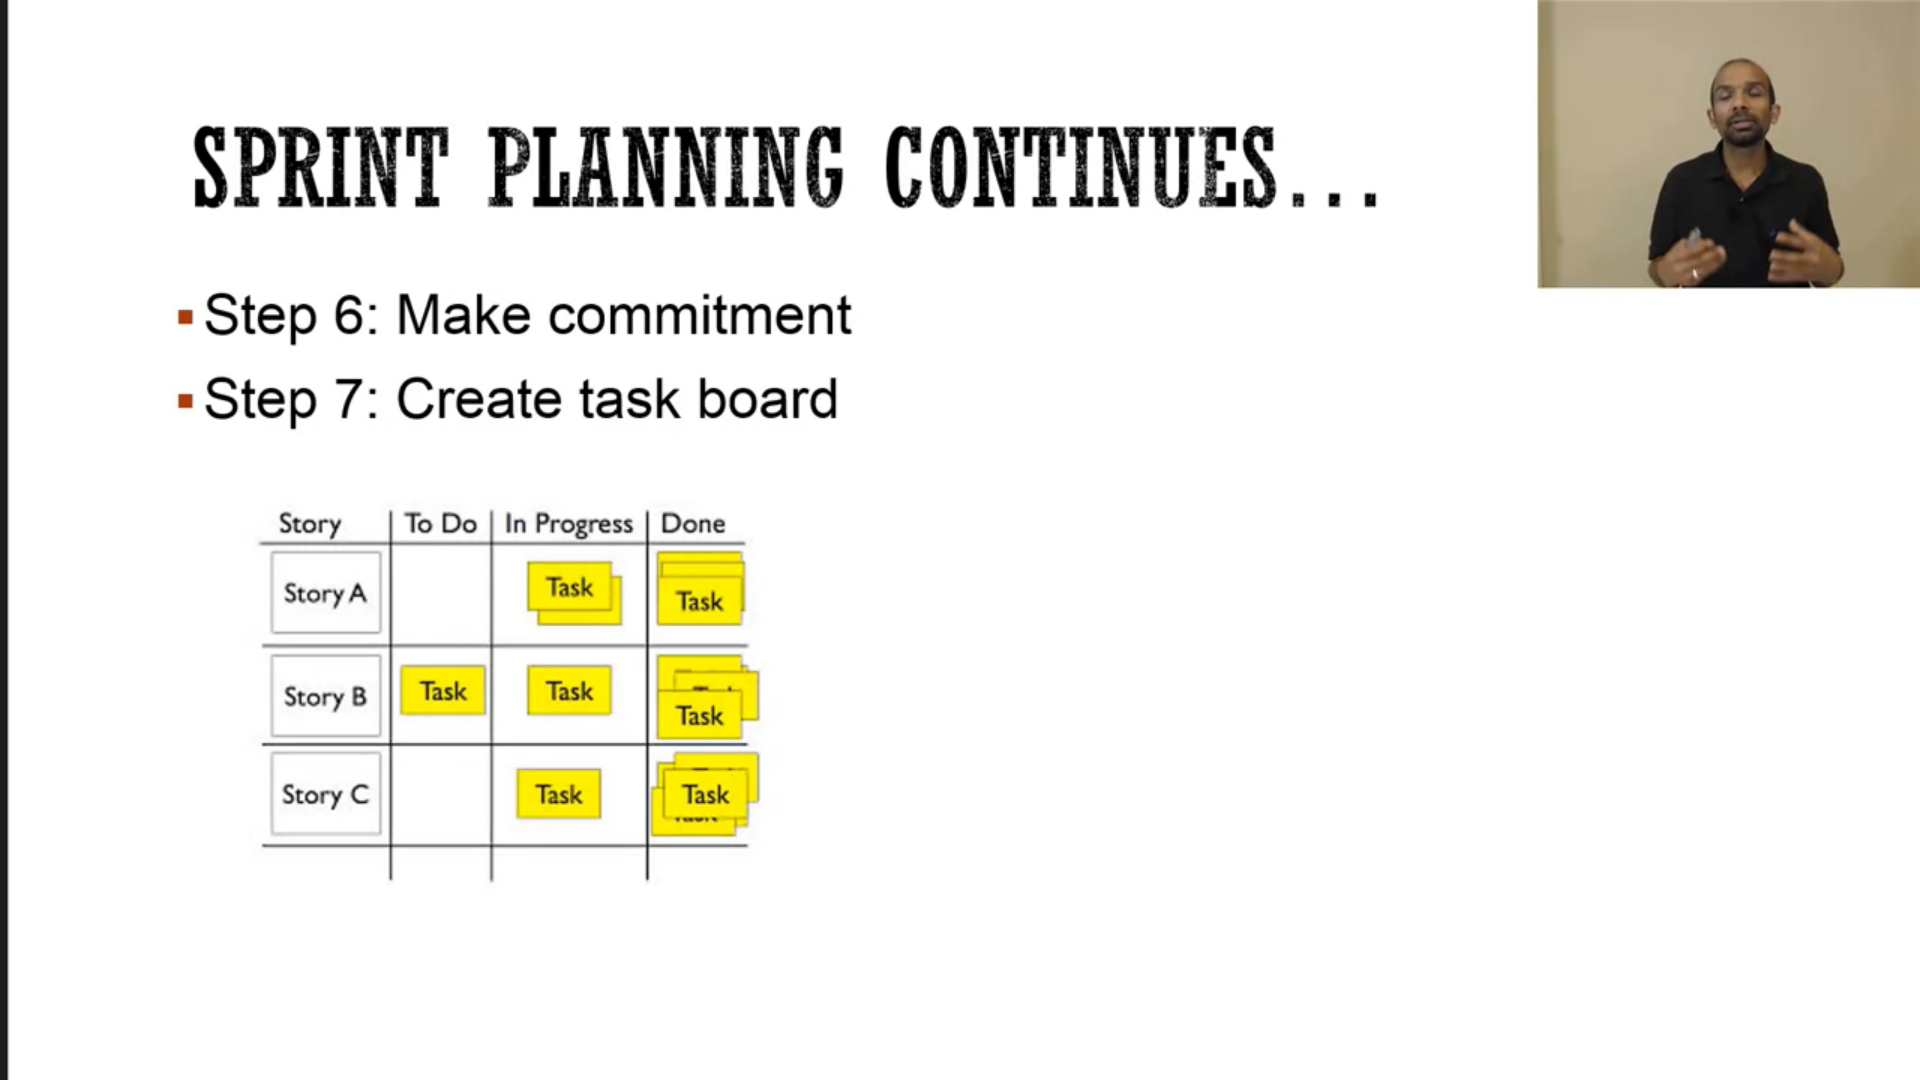 SPRINT PLANNING CONTINUES...
Step 6: Make commitment
Step 7: Create task board
Story To Do In Progress Done
Story A Task Task
Story B Task Task Task
Story C Task Task